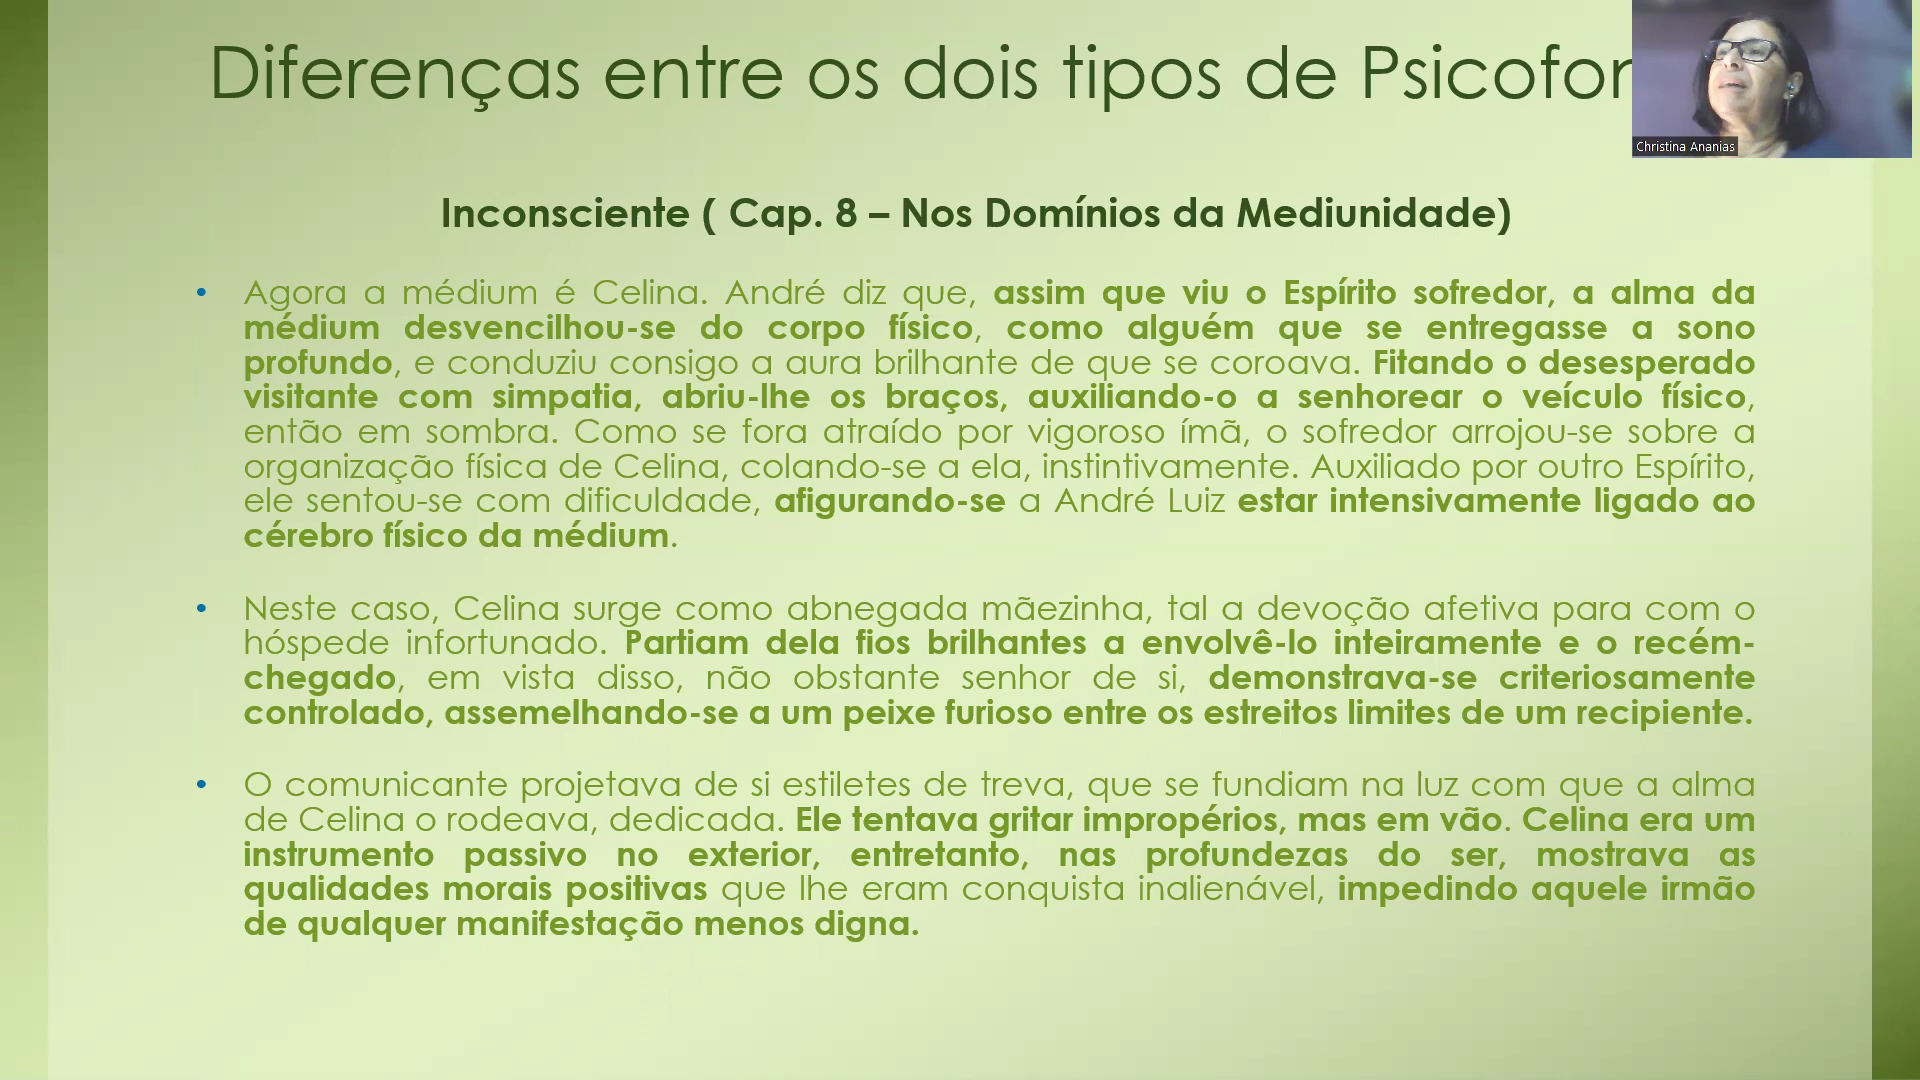 Diferenças entre os dois tipos de Psicofon
Christina Ananias
Inconsciente ( Cap. 8 – Nos Domínios da Mediunidade)
• Agora a médium é Celina. André diz que, assim que viu o Espírito sofredor, a alma da
médium desvencilhou-se do corpo físico, como alguém que se entregasse a sono
profundo, e conduziu consigo a aura brilhante de que se coroava. Fitando o desesperado
visitante com simpatia, abriu-lhe os braços, auxiliando-o a senhorear o veículo físico,
então em sombra. Como se fora atraído por vigoroso ímã, o sofredor arrojou-se sobre a
organização física de Celina, colando-se a ela, instintivamente. Auxiliado por outro Espírito,
ele sentou-se com dificuldade, afigurando-se a André Luiz estar intensivamente ligado ao
cérebro físico da médium.
• Neste caso, Celina surge como abnegada mãezinha, tal a devoção afetiva para com o
hóspede infortunado. Partiam dela fios brilhantes a envolvê-lo inteiramente e o recém-
chegado, em vista disso, não obstante senhor de si, demonstrava-se criteriosamente
controlado, assemelhando-se a um peixe furioso entre os estreitos limites de um recipiente.
• O comunicante projetava de si estiletes de treva, que se fundiam na luz com que a alma
de Celina o rodeava, dedicada. Ele tentava gritar impropérios, mas em vão. Celina era um
instrumento passivo no exterior, entretanto, nas profundezas do ser, mostrava as
qualidades morais positivas que lhe eram conquista inalienável, impedindo aquele irmão
de qualquer manifestação menos digna.